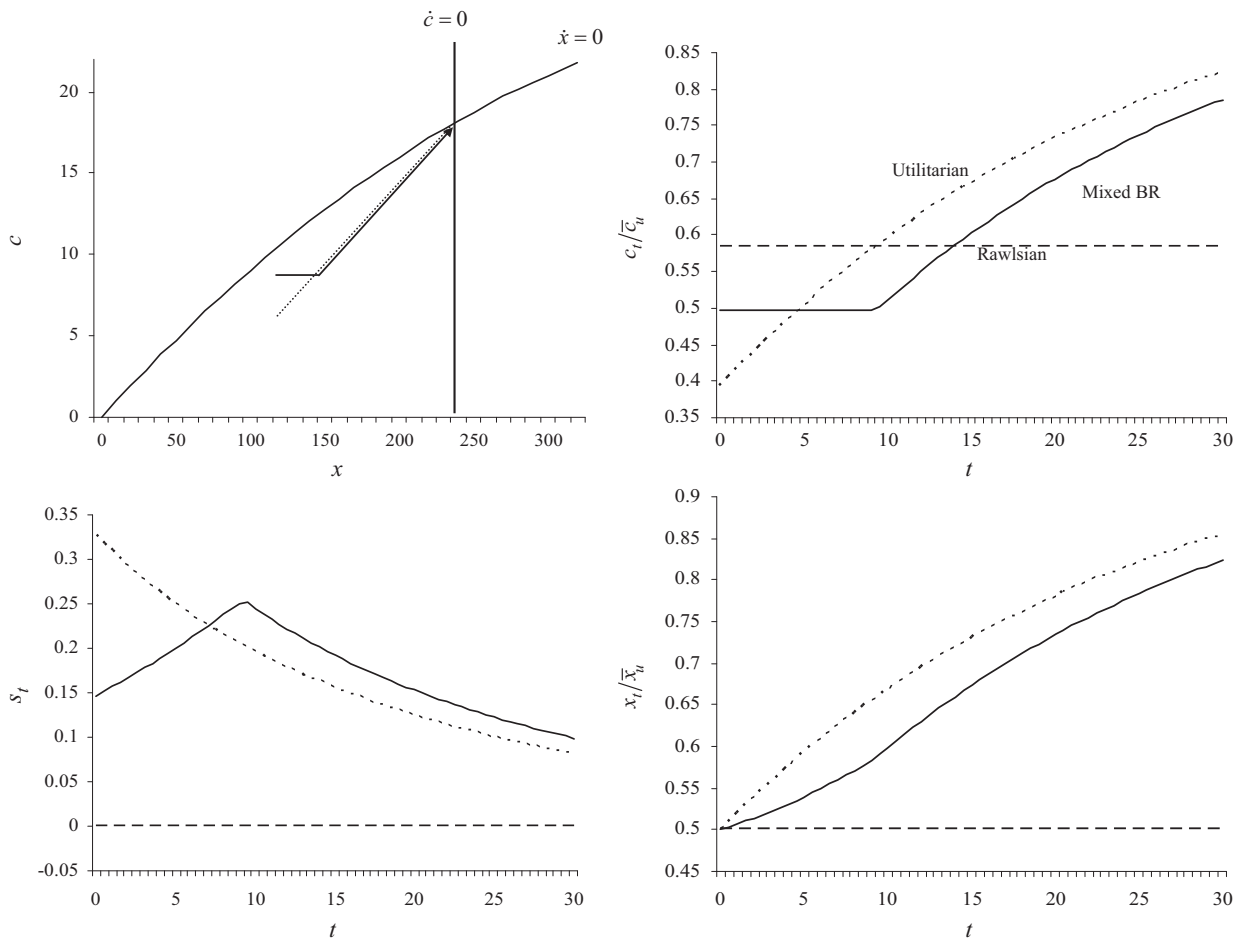 ċ = 0
ẋ = 0
20
15
10
5
0
c
0 50 100 150 200 250 300
x
0.85
0.8
0.75
0.7
0.65
0.6
0.55
0.5
0.45
0.4
0.35
c_t/c̅_u
Utilitarian
Mixed BR
Rawlsian
0 5 10 15 20 25 30
t
0.35
0.3
0.25
0.2
0.15
0.1
0.05
0
-0.05
s_t
0 5 10 15 20 25 30
t
0.9
0.85
0.8
0.75
0.7
0.65
0.6
0.55
0.5
0.45
x_t/x̅_u
0 5 10 15 20 25 30
t